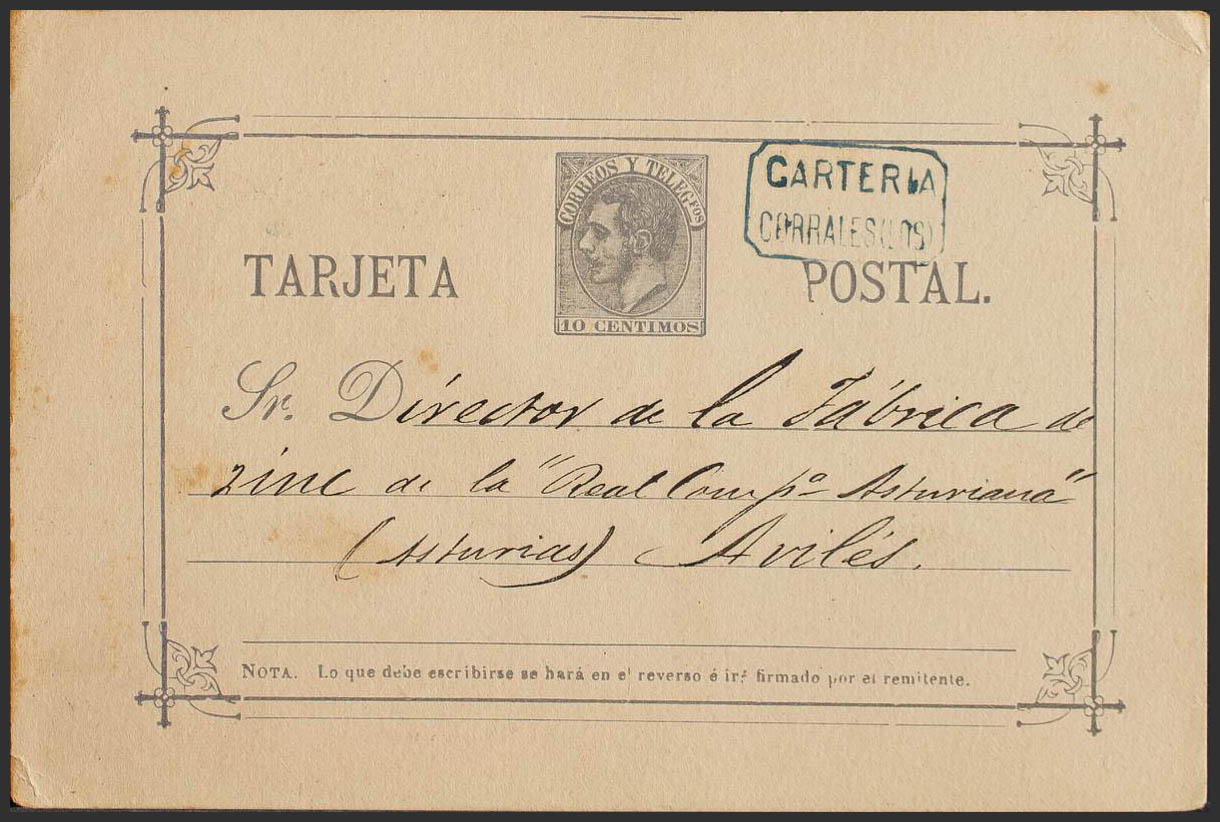 CORREOS Y TELEGFOS
10 CENTIMOS
CARTERIA
CORRALES (LOS)
TARJETA POSTAL.
Sr. Director de la Fábrica de
zinc de la "Real Compª Asturiana"
(Asturias) Avilés.
NOTA. Lo que debe escribirse se hará en el reverso é irá firmado por el remitente.